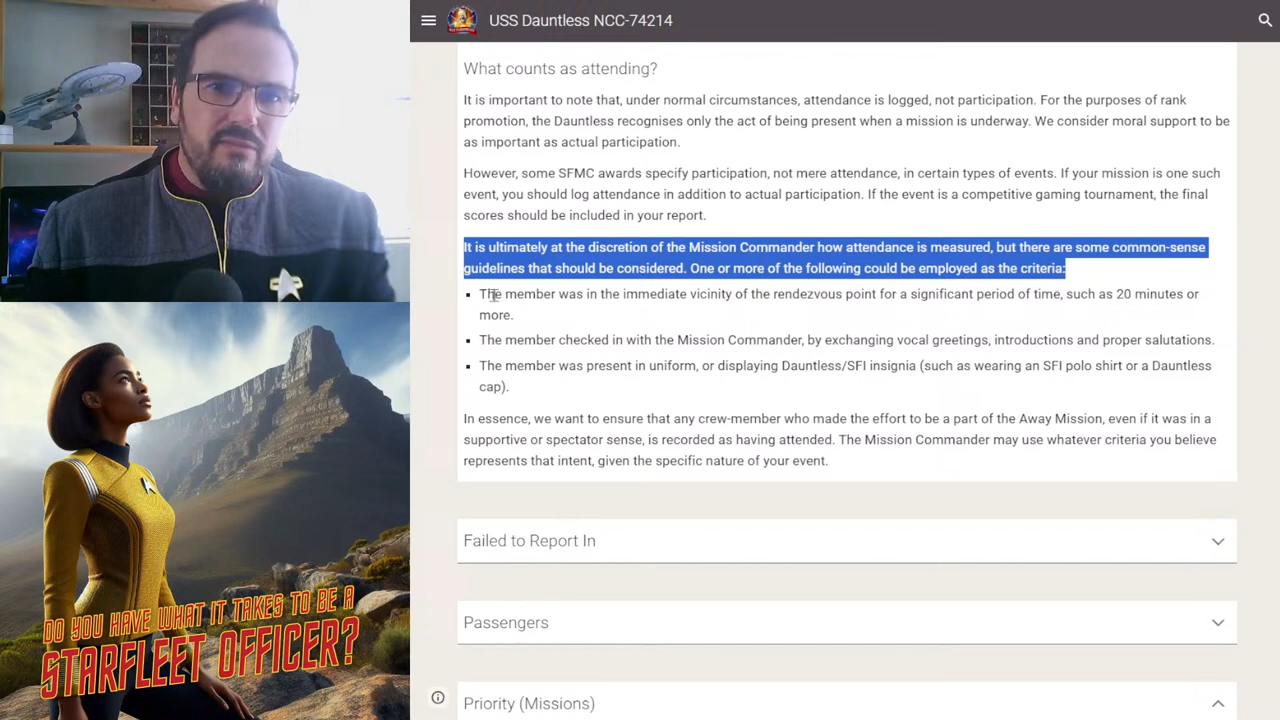 USS Dauntless NCC-74214
What counts as attending?
It is important to note that, under normal circumstances, attendance is logged, not participation. For the purposes of rank
promotion, the Dauntless recognises only the act of being present when a mission is underway. We consider moral support to be
as important as actual participation.
However, some SFMC awards specify participation, not mere attendance, in certain types of events. If your mission is one such
event, you should log attendance in addition to actual participation. If the event is a competitive gaming tournament, the final
scores should be included in your report.
It is ultimately at the discretion of the Mission Commander how attendance is measured, but there are some common-sense
guidelines that should be considered. One or more of the following could be employed as the criteria:
The member was in the immediate vicinity of the rendezvous point for a significant period of time, such as 20 minutes or
more.
The member checked in with the Mission Commander, by exchanging vocal greetings, introductions and proper salutations.
The member was present in uniform, or displaying Dauntless/SFI insignia (such as wearing an SFI polo shirt or a Dauntless
cap).
In essence, we want to ensure that any crew-member who made the effort to be a part of the Away Mission, even if it was in a
supportive or spectator sense, is recorded as having attended. The Mission Commander may use whatever criteria you believe
represents that intent, given the specific nature of your event.
Failed to Report In
Passengers
Priority (Missions)
DO YOU HAVE WHAT IT TAKES TO BE A
STARFLEET OFFICER?